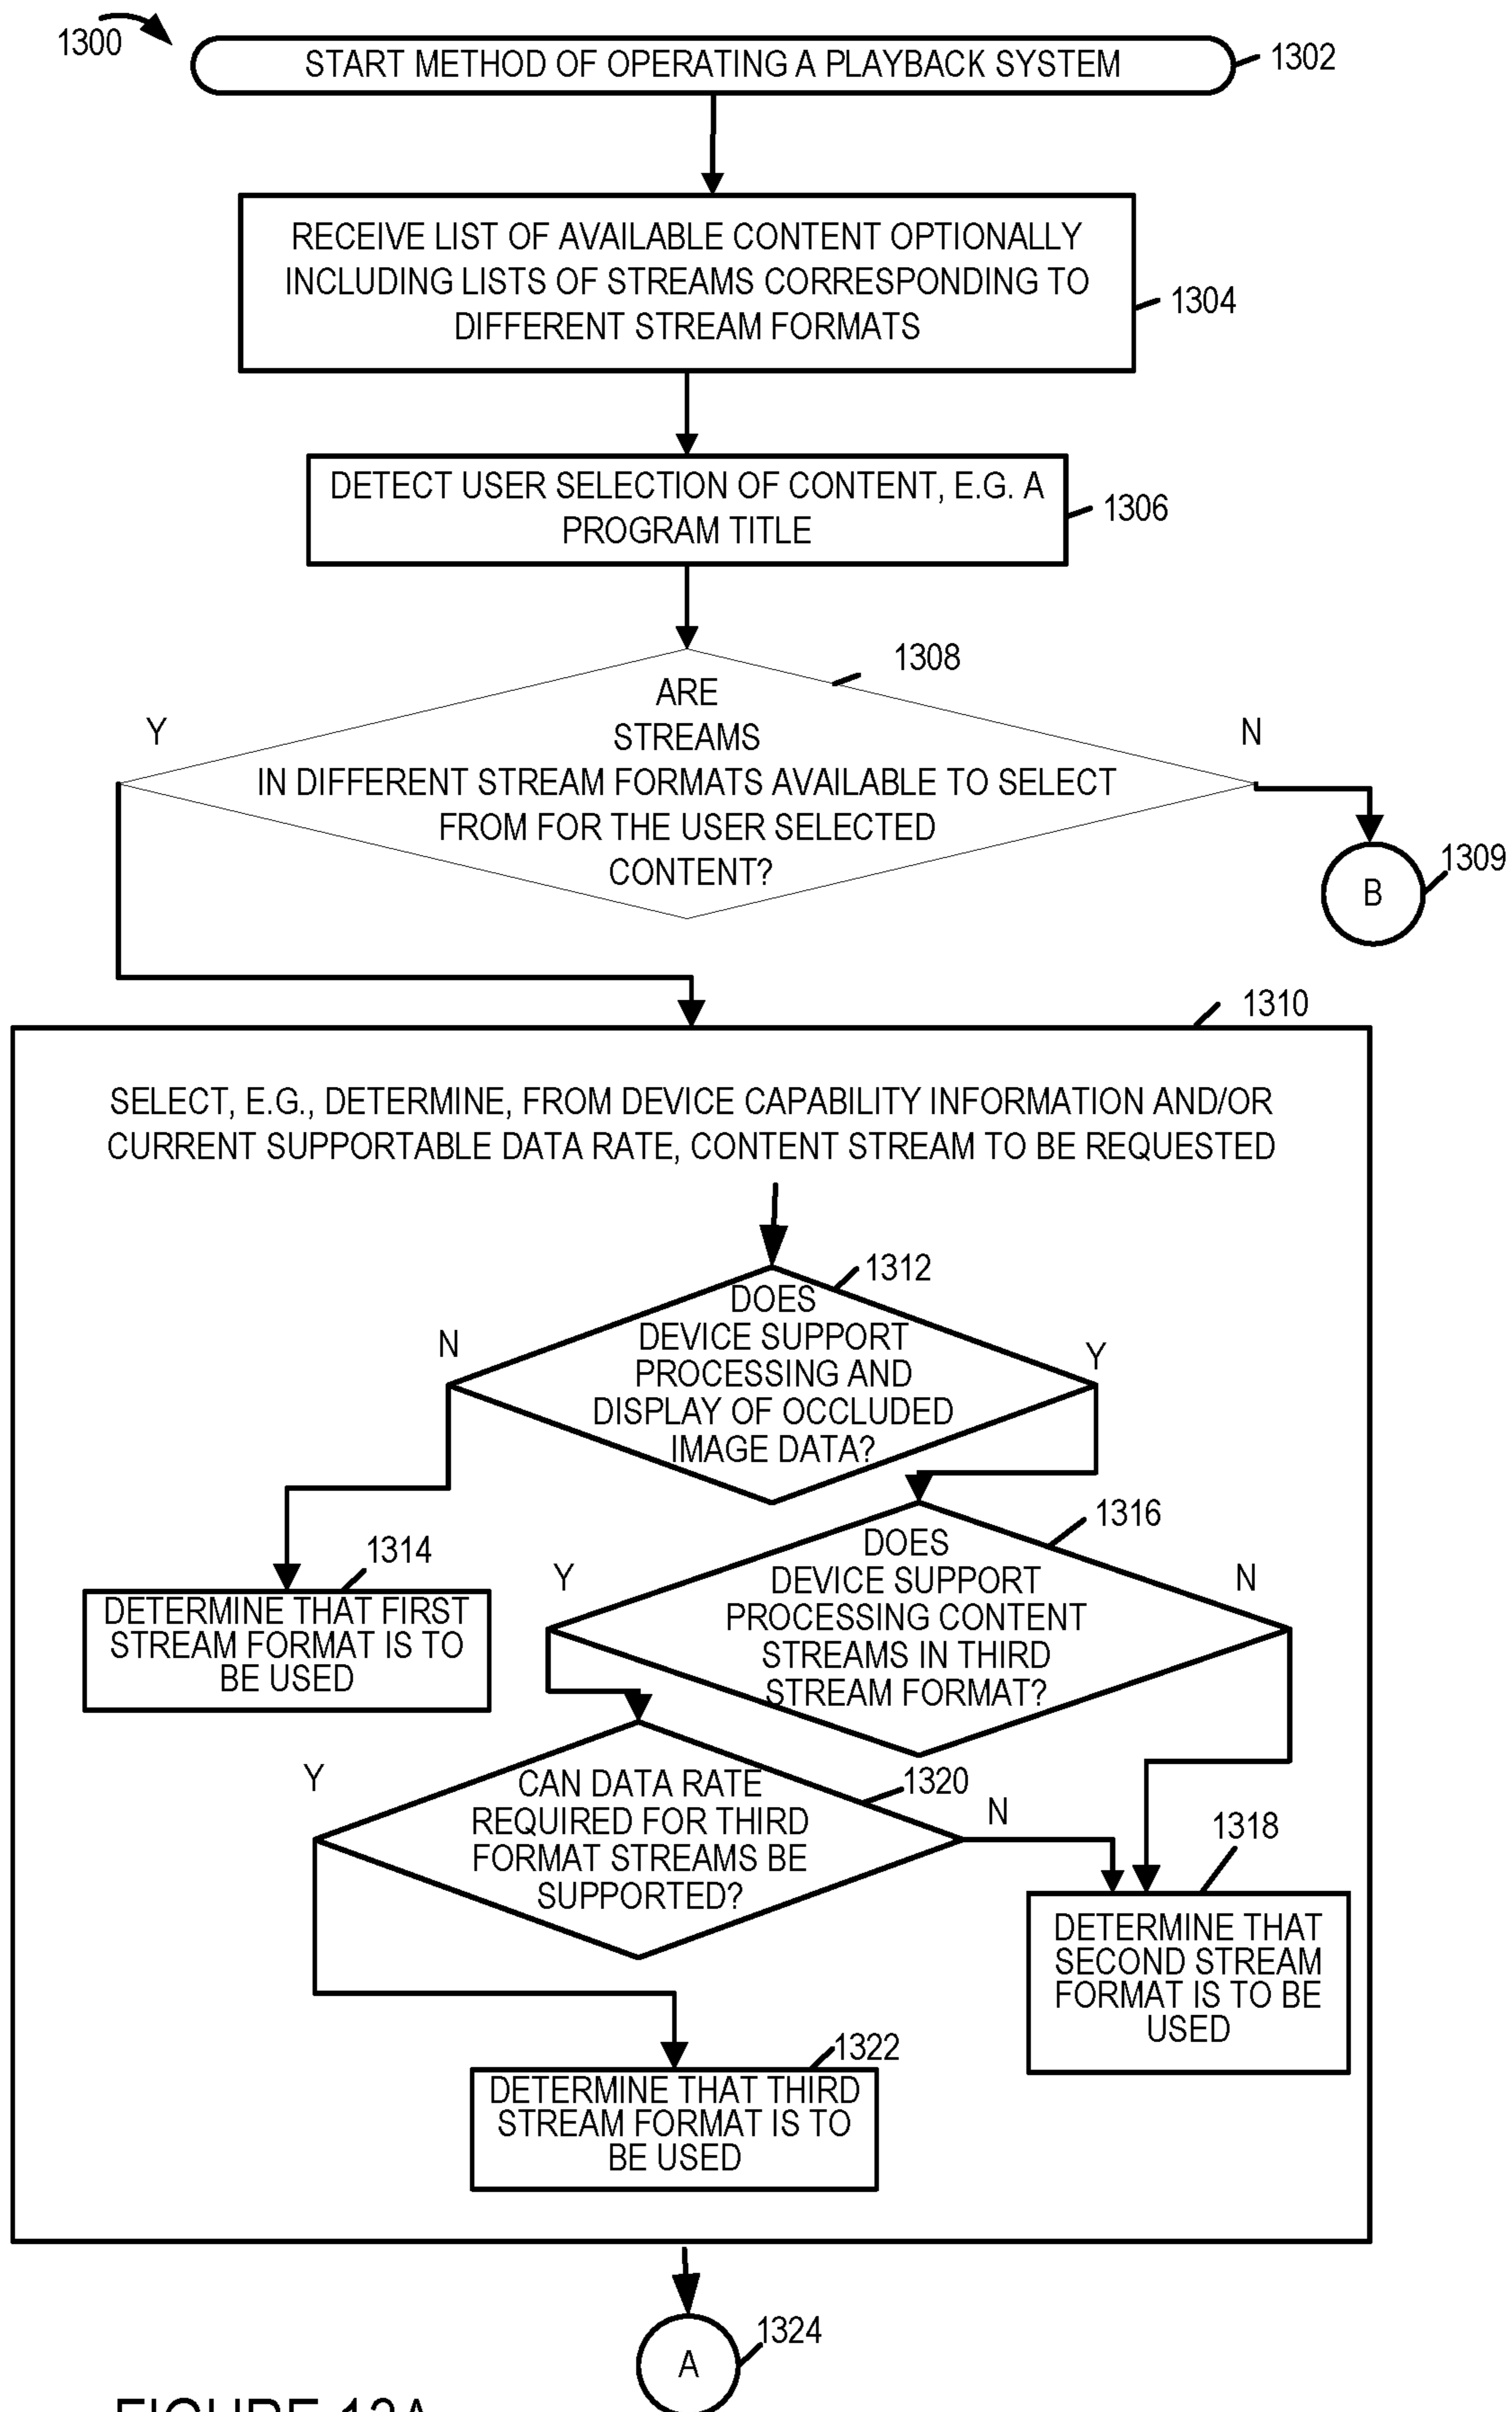 1300
START METHOD OF OPERATING A PLAYBACK SYSTEM
1302
RECEIVE LIST OF AVAILABLE CONTENT OPTIONALLY
INCLUDING LISTS OF STREAMS CORRESPONDING TO
DIFFERENT STREAM FORMATS
1304
DETECT USER SELECTION OF CONTENT, E.G. A
PROGRAM TITLE
1306
1308
ARE
STREAMS
IN DIFFERENT STREAM FORMATS AVAILABLE TO SELECT
FROM FOR THE USER SELECTED
CONTENT?
Y
N
B
1309
1310
SELECT, E.G., DETERMINE, FROM DEVICE CAPABILITY INFORMATION AND/OR
CURRENT SUPPORTABLE DATA RATE, CONTENT STREAM TO BE REQUESTED
1312
DOES
DEVICE SUPPORT
PROCESSING AND
DISPLAY OF OCCLUDED
IMAGE DATA?
N
Y
1314
DETERMINE THAT FIRST
STREAM FORMAT IS TO
BE USED
1316
DOES
DEVICE SUPPORT
PROCESSING CONTENT
STREAMS IN THIRD
STREAM FORMAT?
Y
N
1320
CAN DATA RATE
REQUIRED FOR THIRD
FORMAT STREAMS BE
SUPPORTED?
Y
N
1318
DETERMINE THAT
SECOND STREAM
FORMAT IS TO BE
USED
1322
DETERMINE THAT THIRD
STREAM FORMAT IS TO
BE USED
A
1324
FIGURE 13A